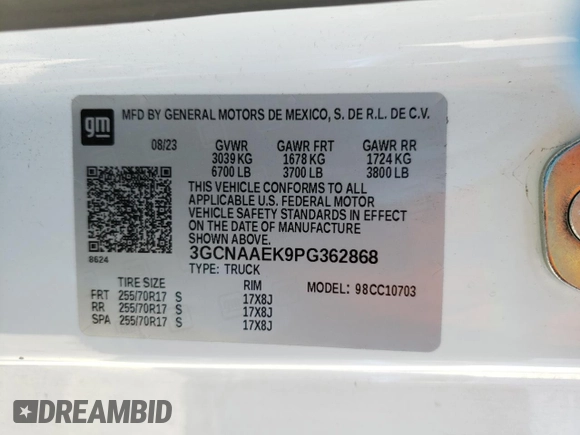 gm
MFD BY GENERAL MOTORS DE MEXICO, S. DE R.L. DE C.V.
08/23 GVWR GAWR FRT GAWR RR
3039 KG 1678 KG 1724 KG
6700 LB 3700 LB 3800 LB
THIS VEHICLE CONFORMS TO ALL
APPLICABLE U.S. FEDERAL MOTOR
VEHICLE SAFETY STANDARDS IN EFFECT
ON THE DATE OF MANUFACTURE
SHOWN ABOVE
3GCNAAEK9PG362868
8624
TYPE: TRUCK
TIRE SIZE RIM MODEL: 98CC10703
FRT 255/70R17 S 17X8J
RR 255/70R17 S 17X8J
SPA 255/70R17 S 17X8J
DREAMBID